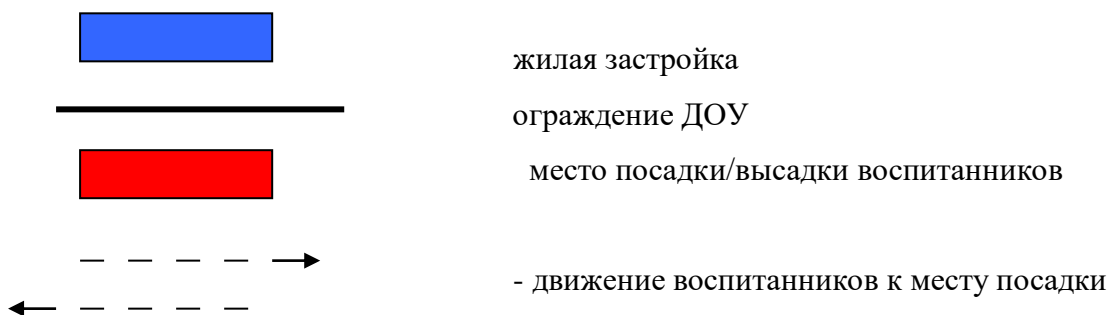 жилая застройка
ограждение ДОУ
место посадки/высадки воспитанников
- движение воспитанников к месту посадки